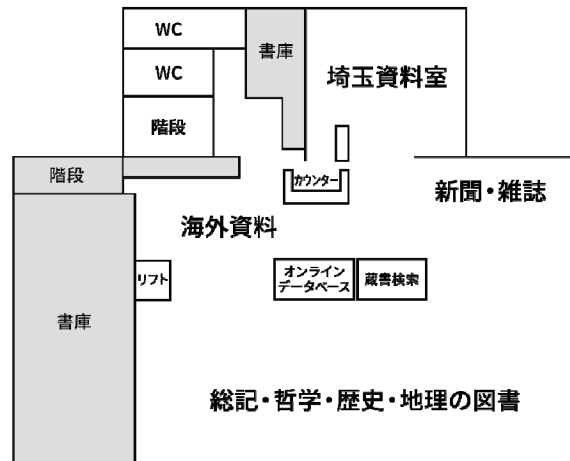 WC
書庫
埼玉資料室
WC
階段
階段
カウンター
新聞・雑誌
海外資料
リフト
オンライン
データベース
蔵書検索
書庫
総記・哲学・歴史・地理の図書